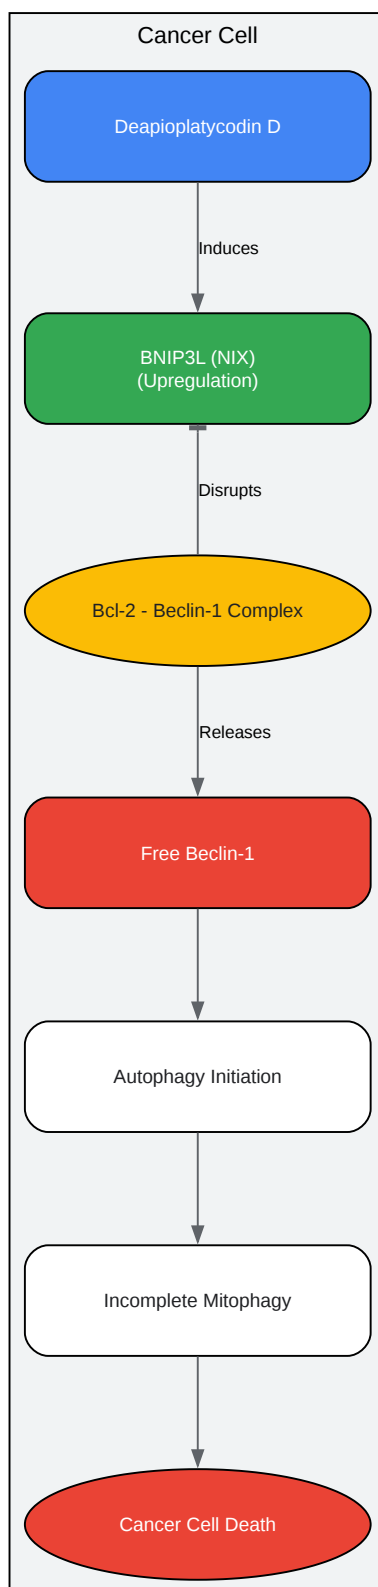 Cancer Cell
Deapioplatycodin D
Induces
BNIP3L (NIX)
(Upregulation)
Disrupts
Bcl-2 - Beclin-1 Complex
Releases
Free Beclin-1
Autophagy Initiation
Incomplete Mitophagy
Cancer Cell Death